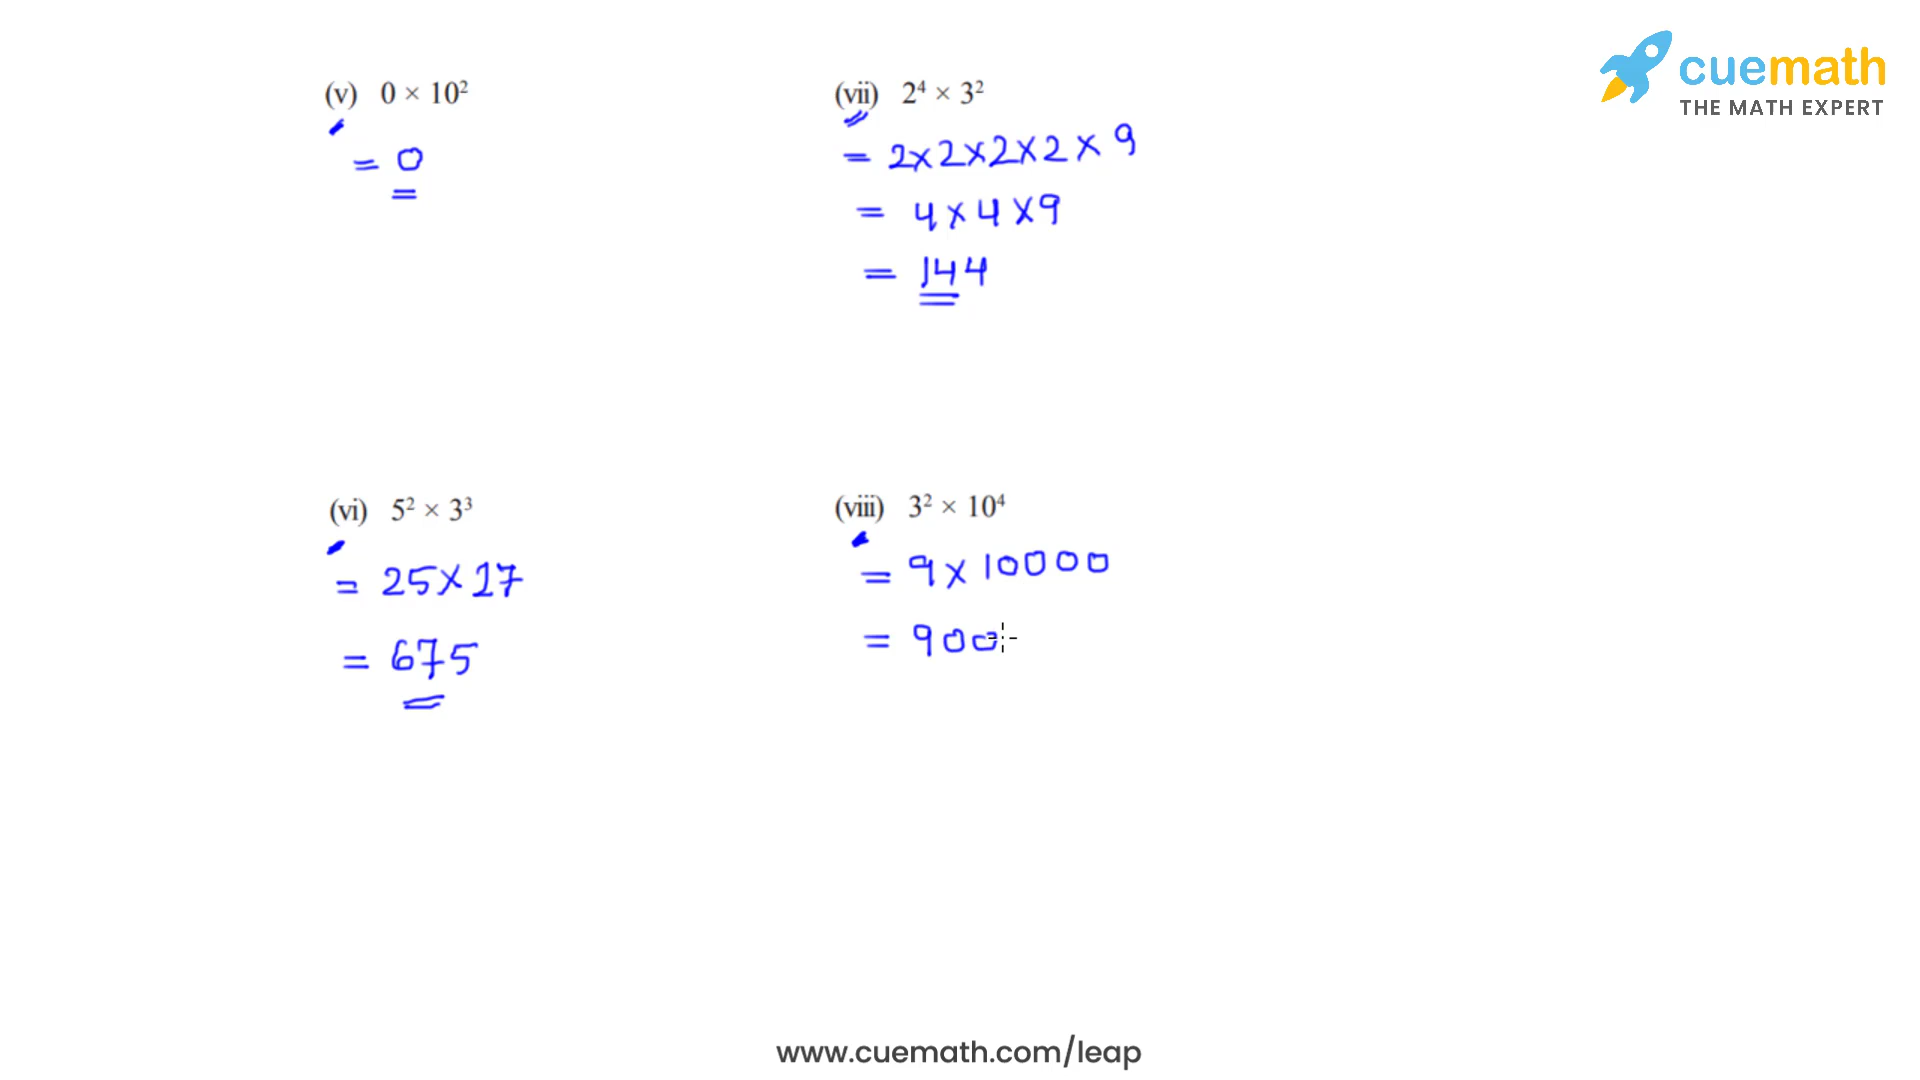 cuemath
THE MATH EXPERT
(v) 0 × 10²
= 0
(vii) 2⁴ × 3²
= 2×2×2×2×9
= 4×4×9
= 144
(vi) 5² × 3³
= 25×27
= 675
(viii) 3² × 10⁴
= 9×10000
= 900
www.cuemath.com/leap